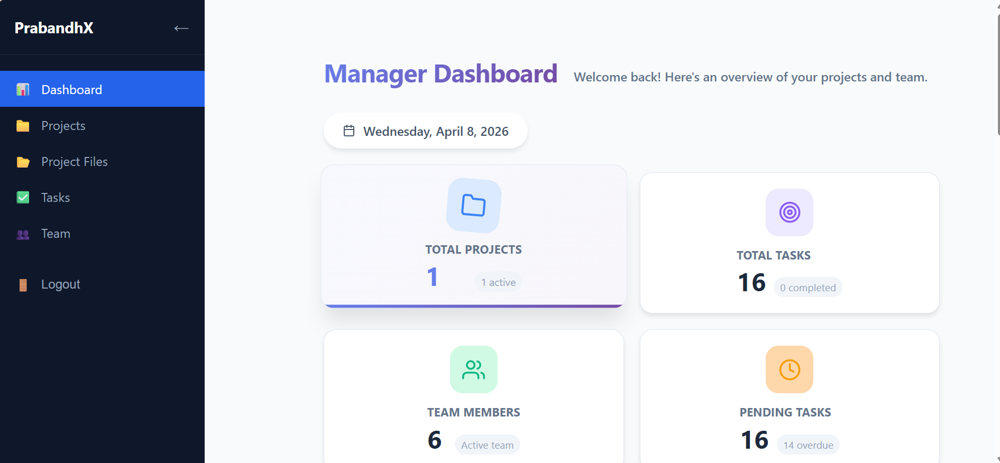 PrabandhX
Dashboard
Projects
Project Files
Tasks
Team
Logout
Manager Dashboard
Welcome back! Here's an overview of your projects and team.
Wednesday, April 8, 2026
TOTAL PROJECTS
1
1 active
TOTAL TASKS
16
0 completed
TEAM MEMBERS
6
Active team
PENDING TASKS
16
14 overdue